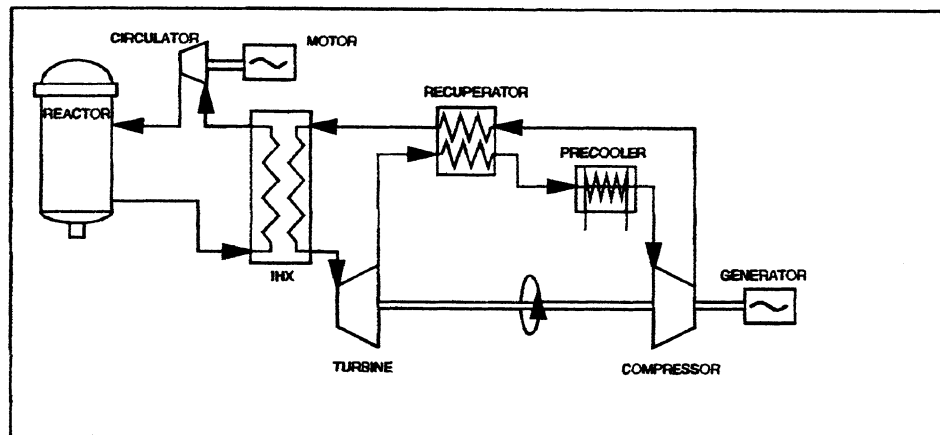 CIRCULATOR
MOTOR
REACTOR
RECUPERATOR
PRECOOLER
IHX
GENERATOR
TURBINE
COMPRESSOR